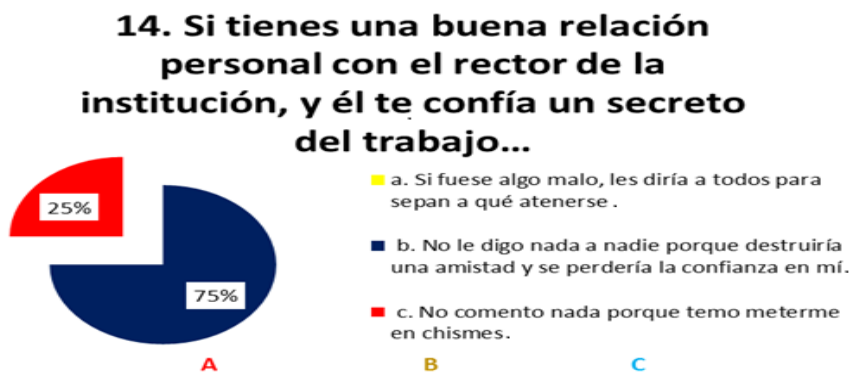 14. Si tienes una buena relación
personal con el rector de la
institución, y él te confía un secreto
del trabajo...
25%
75%
a. Si fuese algo malo, les diría a todos para
sepan a qué atenerse.
b. No le digo nada a nadie porque destruiría
una amistad y se perdería la confianza en mí.
c. No comento nada porque temo meterme
en chismes.
A B C